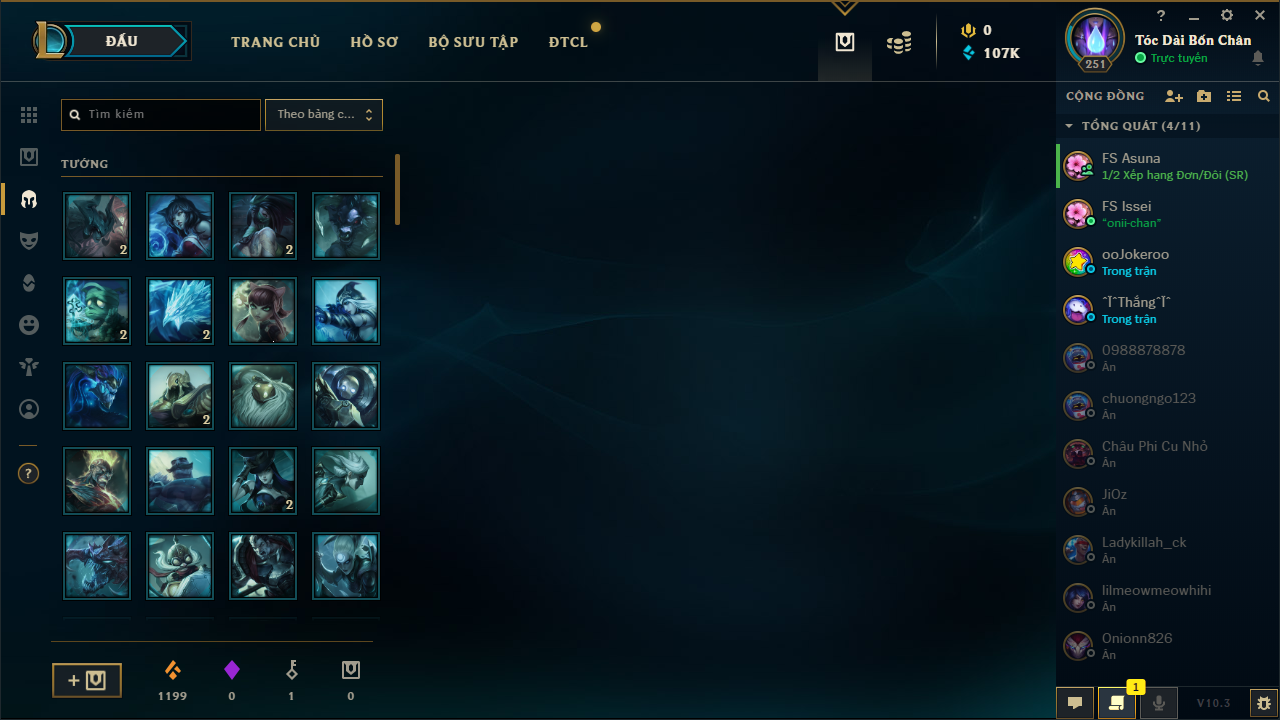 ĐẤU
TRANG CHỦ
HỒ SƠ
BỘ SƯU TẬP
ĐTCL
0
107K
?
251
Tóc Dài Bốn Chân
Trực tuyến
Tìm kiếm
Theo bảng c...
TƯỚNG
2
2
2
2
2
2
?
1199
0
1
0
CỘNG ĐỒNG
TỔNG QUÁT (4/11)
FS Asuna
1/2 Xếp hạng Đơn/Đôi (SR)
FS Issei
"onii-chan"
ooJokeroo
Trong trận
ˆǏˆThắngˆǏˆ
Trong trận
0988878878
Ẩn
chuongngo123
Ẩn
Châu Phi Cu Nhỏ
Ẩn
JiOz
Ẩn
Ladykillah_ck
Ẩn
lilmeowmeowhihi
Ẩn
Onionn826
Ẩn
1
V10.3